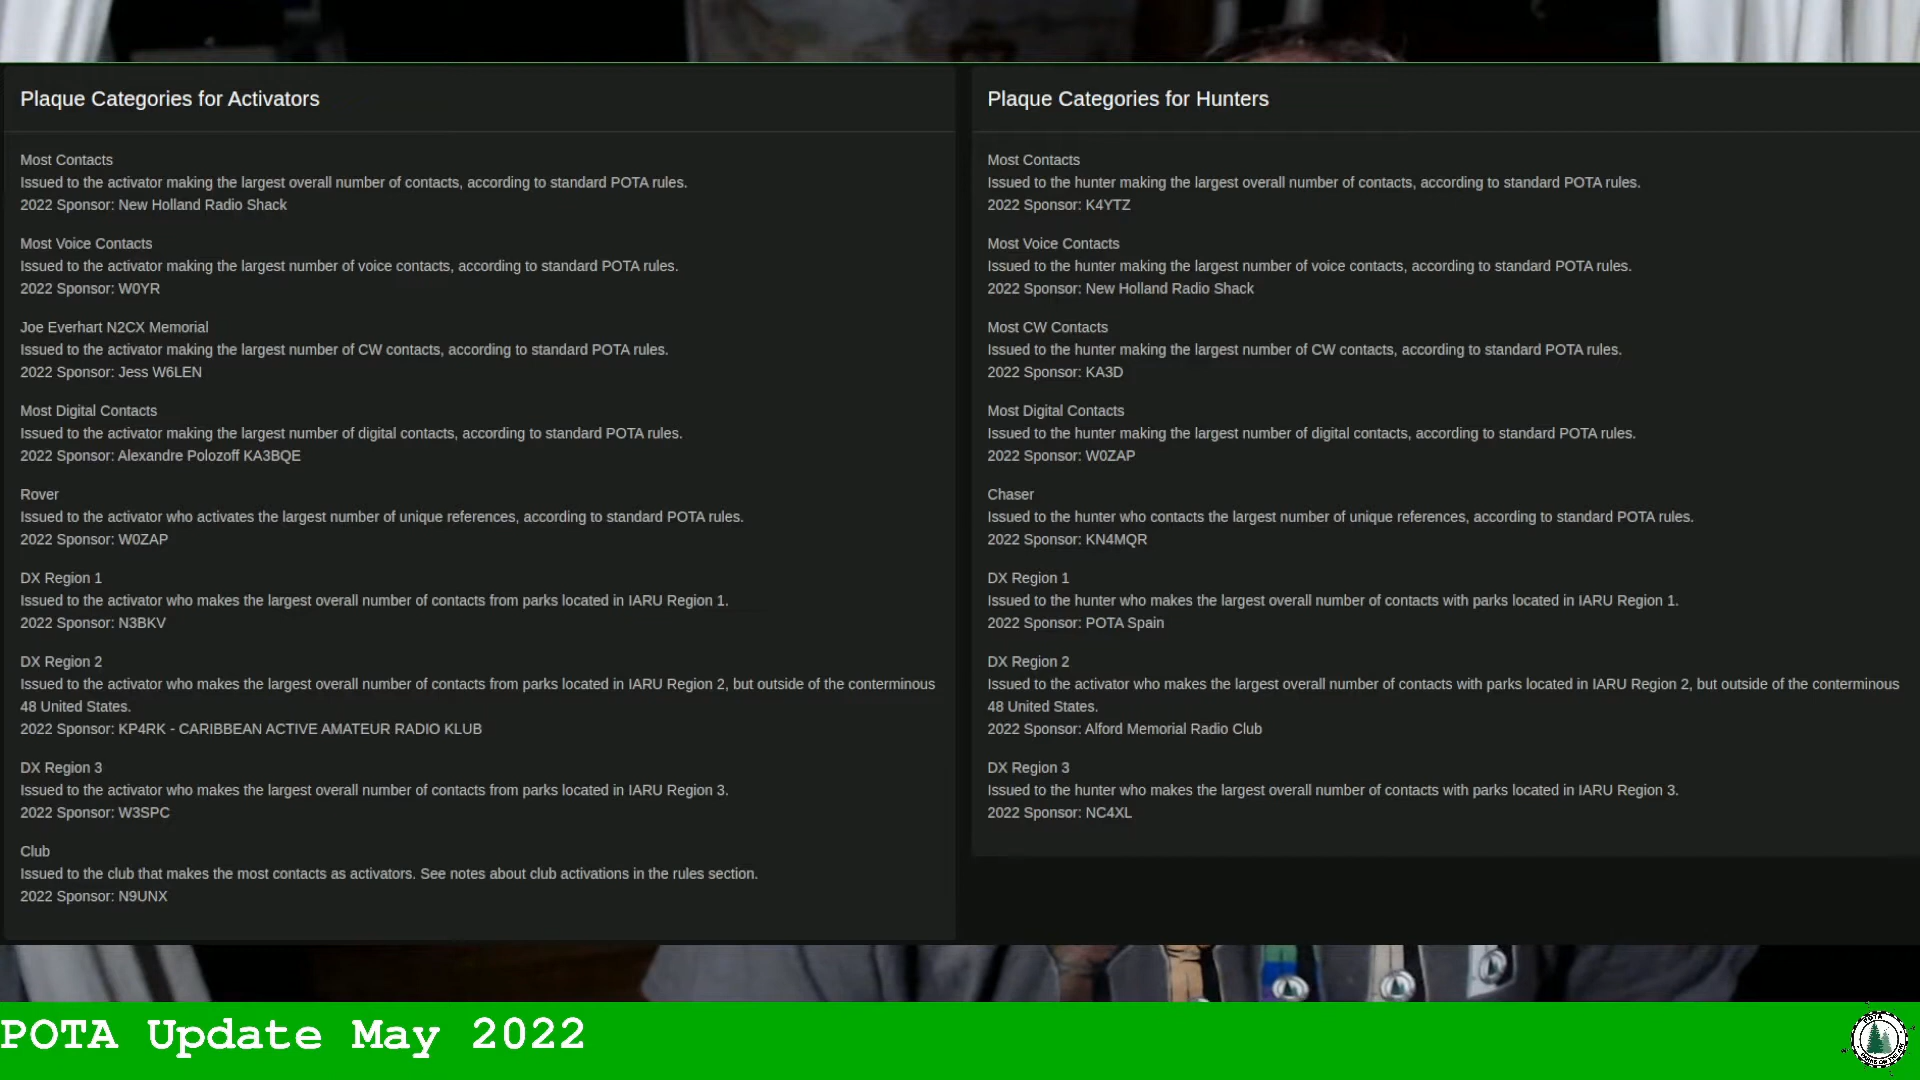 Plaque Categories for Activators
Most Contacts
Issued to the activator making the largest overall number of contacts, according to standard POTA rules.
2022 Sponsor: New Holland Radio Shack
Most Voice Contacts
Issued to the activator making the largest number of voice contacts, according to standard POTA rules.
2022 Sponsor: W0YR
Joe Everhart N2CX Memorial
Issued to the activator making the largest number of CW contacts, according to standard POTA rules.
2022 Sponsor: Jess W6LEN
Most Digital Contacts
Issued to the activator making the largest number of digital contacts, according to standard POTA rules.
2022 Sponsor: Alexandre Polozoff KA3BQE
Rover
Issued to the activator who activates the largest number of unique references, according to standard POTA rules.
2022 Sponsor: W0ZAP
DX Region 1
Issued to the activator who makes the largest overall number of contacts from parks located in IARU Region 1.
2022 Sponsor: N3BKV
DX Region 2
Issued to the activator who makes the largest overall number of contacts from parks located in IARU Region 2, but outside of the conterminous
48 United States.
2022 Sponsor: KP4RK - CARIBBEAN ACTIVE AMATEUR RADIO KLUB
DX Region 3
Issued to the activator who makes the largest overall number of contacts from parks located in IARU Region 3.
2022 Sponsor: W3SPC
Club
Issued to the club that makes the most contacts as activators. See notes about club activations in the rules section.
2022 Sponsor: N9UNX
Plaque Categories for Hunters
Most Contacts
Issued to the hunter making the largest overall number of contacts, according to standard POTA rules.
2022 Sponsor: K4YTZ
Most Voice Contacts
Issued to the hunter making the largest number of voice contacts, according to standard POTA rules.
2022 Sponsor: New Holland Radio Shack
Most CW Contacts
Issued to the hunter making the largest number of CW contacts, according to standard POTA rules.
2022 Sponsor: KA3D
Most Digital Contacts
Issued to the hunter making the largest number of digital contacts, according to standard POTA rules.
2022 Sponsor: W0ZAP
Chaser
Issued to the hunter who contacts the largest number of unique references, according to standard POTA rules.
2022 Sponsor: KN4MQR
DX Region 1
Issued to the hunter who makes the largest overall number of contacts with parks located in IARU Region 1.
2022 Sponsor: POTA Spain
DX Region 2
Issued to the activator who makes the largest overall number of contacts with parks located in IARU Region 2, but outside of the conterminous
48 United States.
2022 Sponsor: Alford Memorial Radio Club
DX Region 3
Issued to the hunter who makes the largest overall number of contacts with parks located in IARU Region 3.
2022 Sponsor: NC4XL
POTA Update May 2022
POTA